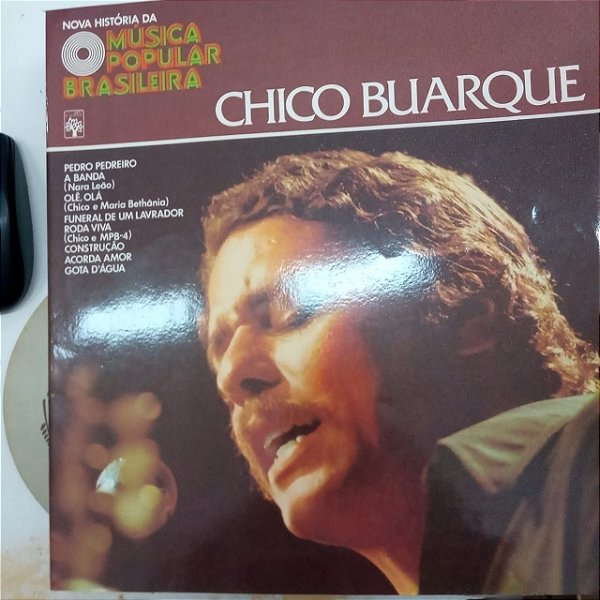 NOVA HISTÓRIA DA
MÚSICA
POPULAR
BRASILEIRA
CHICO BUARQUE
PEDRO PEDREIRO
A BANDA
(Nara Leão)
OLÊ, OLÁ
(Chico e Maria Bethânia)
FUNERAL DE UM LAVRADOR
RODA VIVA
(Chico e MPB-4)
CONSTRUÇÃO
ACORDA AMOR
GOTA D'ÁGUA